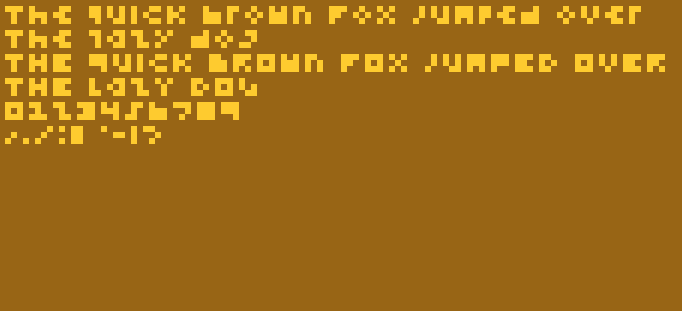 the quick brown fox jumped over
the lazy dog
THE QUICK BROWN FOX JUMPED OVER
THE LAZY DOG
0123456789